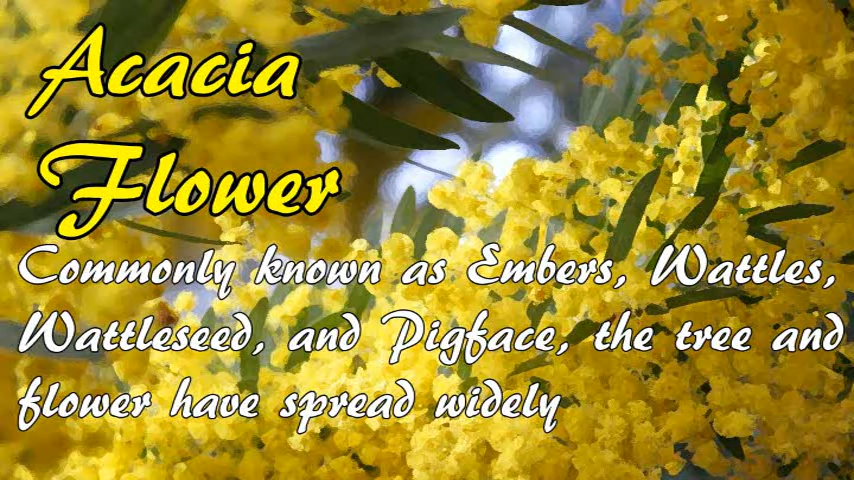 Acacia
Flower
Commonly known as Embers, Wattles,
Wattleseed, and Pigface, the tree and
flower have spread widely